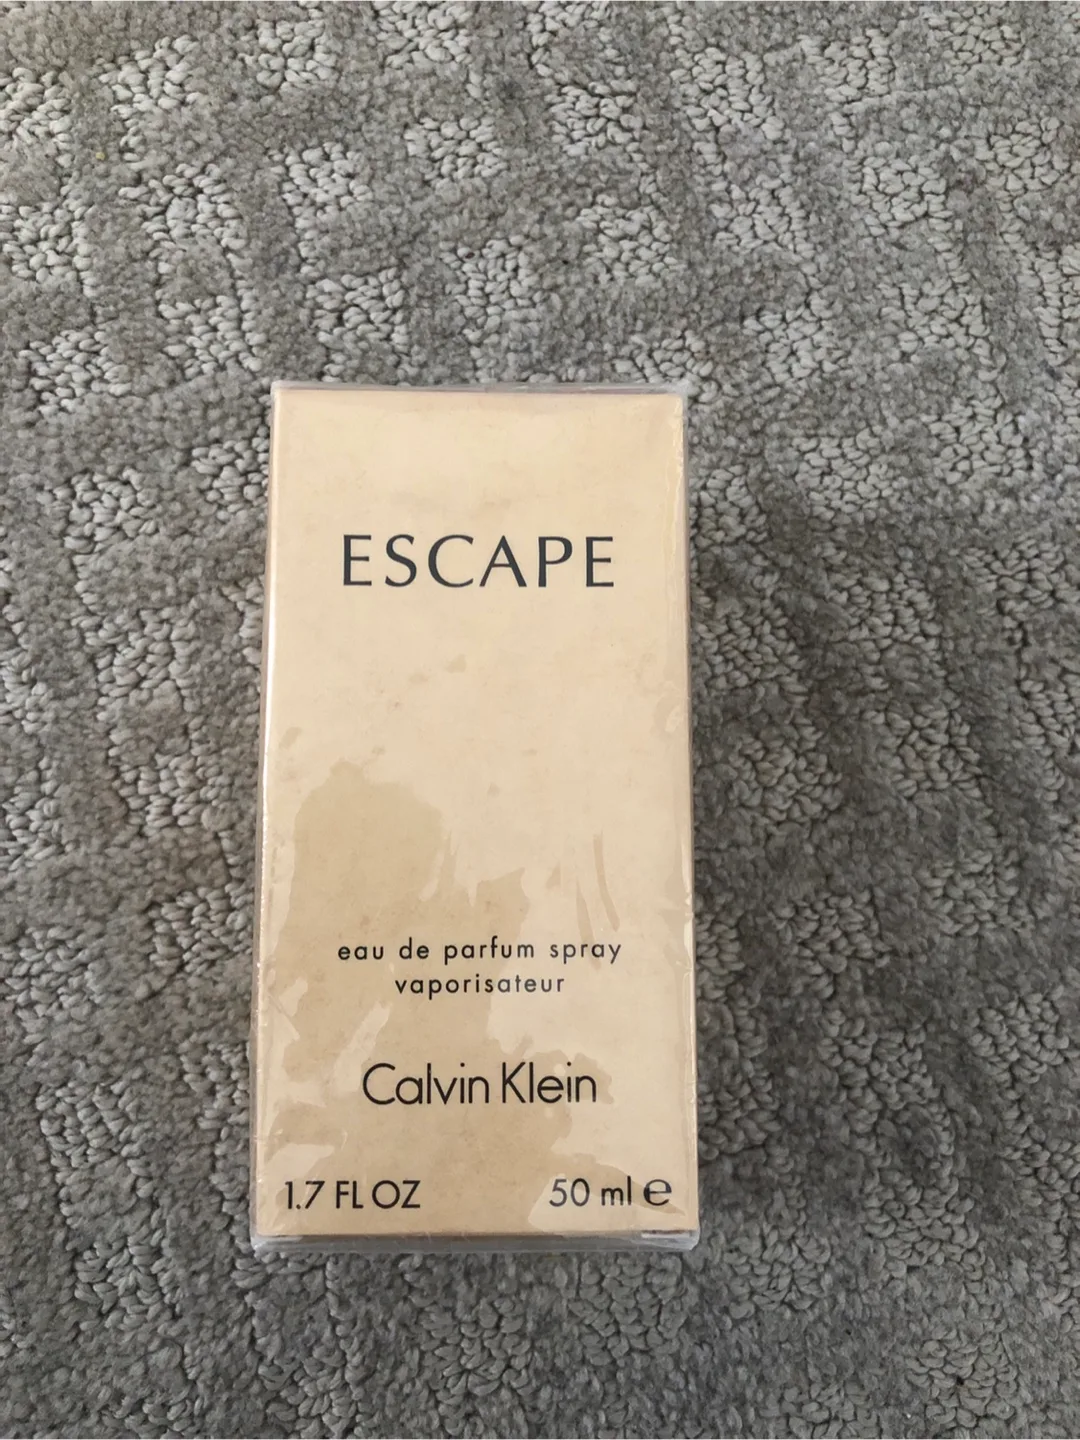 ESCAPE
eau de parfum spray
vaporisateur
Calvin Klein
1.7 FL OZ 50 ml ℮